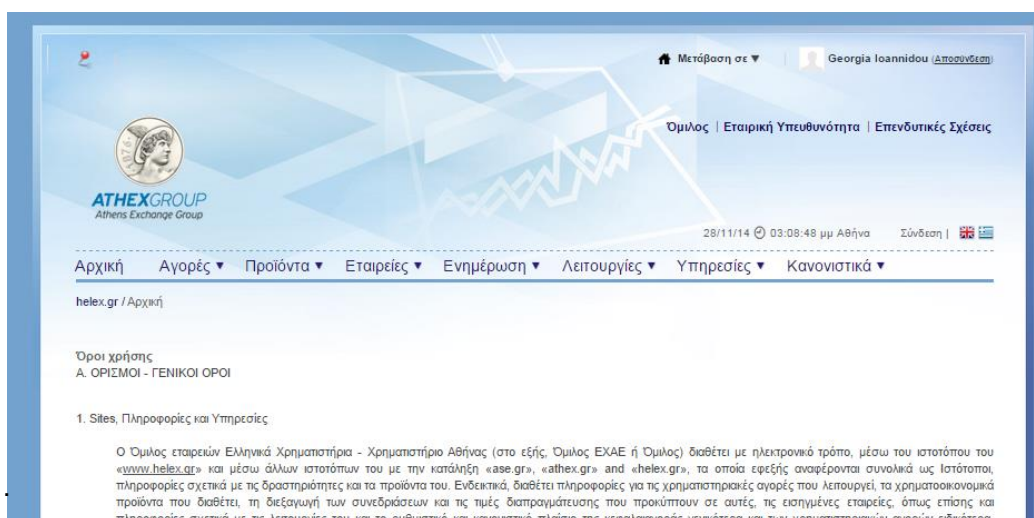 Μετάβαση σε ▼ Georgia Ioannidou (Αποσύνδεση)
Όμιλος | Εταιρική Υπευθυνότητα | Επενδυτικές Σχέσεις
ATHEXGROUP
Athens Exchange Group
28/11/14 03:08:48 μμ Αθήνα Σύνδεση |
Αρχική Αγορές ▼ Προϊόντα ▼ Εταιρείες ▼ Ενημέρωση ▼ Λειτουργίες ▼ Υπηρεσίες ▼ Κανονιστικά ▼
helex.gr / Αρχική
Όροι χρήσης
Α. ΟΡΙΣΜΟΙ - ΓΕΝΙΚΟΙ ΟΡΟΙ
1. Sites, Πληροφορίες και Υπηρεσίες
Ο Όμιλος εταιρειών Ελληνικά Χρηματιστήρια - Χρηματιστήριο Αθήνας (στο εξής, Όμιλος ΕΧΑΕ ή Όμιλος) διαθέτει με ηλεκτρονικό τρόπο, μέσω του ιστοτόπου του
«www.helex.gr» και μέσω άλλων ιστοτόπων του με την κατάληξη «ase.gr», «athex.gr» and «helex.gr», τα οποία εφεξής αναφέρονται συνολικά ως Ιστότοποι,
πληροφορίες σχετικά με τις δραστηριότητες και τα προϊόντα του. Ενδεικτικά, διαθέτει πληροφορίες για τις χρηματιστηριακές αγορές που λειτουργεί, τα χρηματοοικονομικά
προϊόντα που διαθέτει, τη διεξαγωγή των συνεδριάσεων και τις τιμές διαπραγμάτευσης που προκύπτουν σε αυτές, τις εισηγμένες εταιρείες, όπως επίσης και